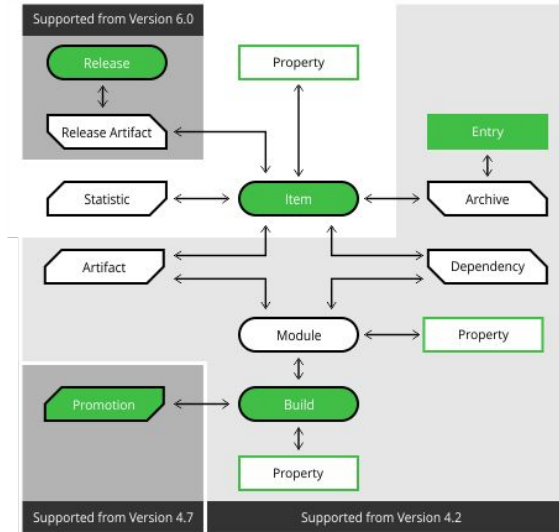 Supported from Version 6.0
Release
Property
Release Artifact
Entry
Statistic
Item
Archive
Artifact
Dependency
Module
Property
Promotion
Build
Property
Supported from Version 4.7
Supported from Version 4.2